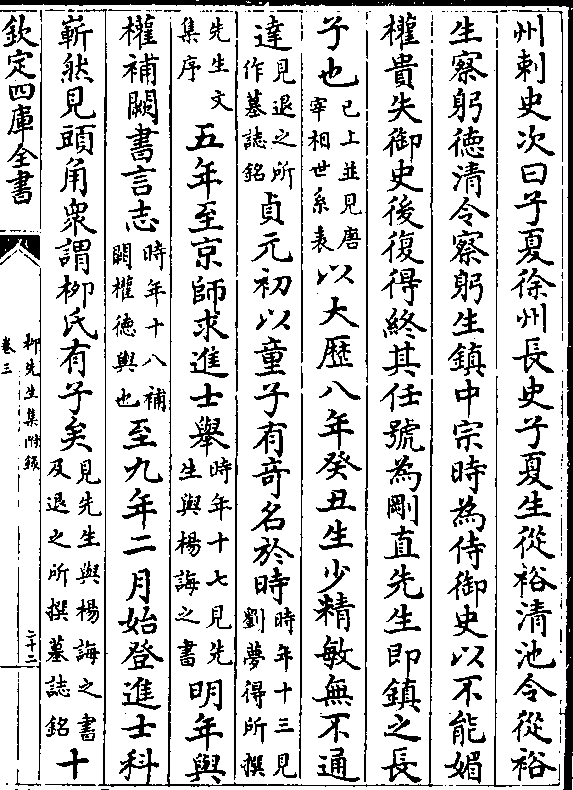 州刺史次曰子夏徐州長史子夏生從裕清池令從裕
生察躬德清令察躬生鎮中宗時為侍御史以不能媚
權貴失御史後復得終其任號為剛直先生即鎮之長
子也已上並見唐宰相世系表以大歴八年癸丑生少精敏無不通
達見退之所作墓誌銘貞元初以童子有竒名於時時年十三見劉夢得所撰
先生文集序五年至京師求進士舉時年十七見先生與楊誨之書明年與
權補闕書言志時年十八補闕權德輿也至九年二月始登進士科
嶄然見頭角衆謂柳氏有子矣見先生與楊誨之書及退之所撰墓誌銘十
欽定四庫全書
柳先生集附録
卷三
二十二